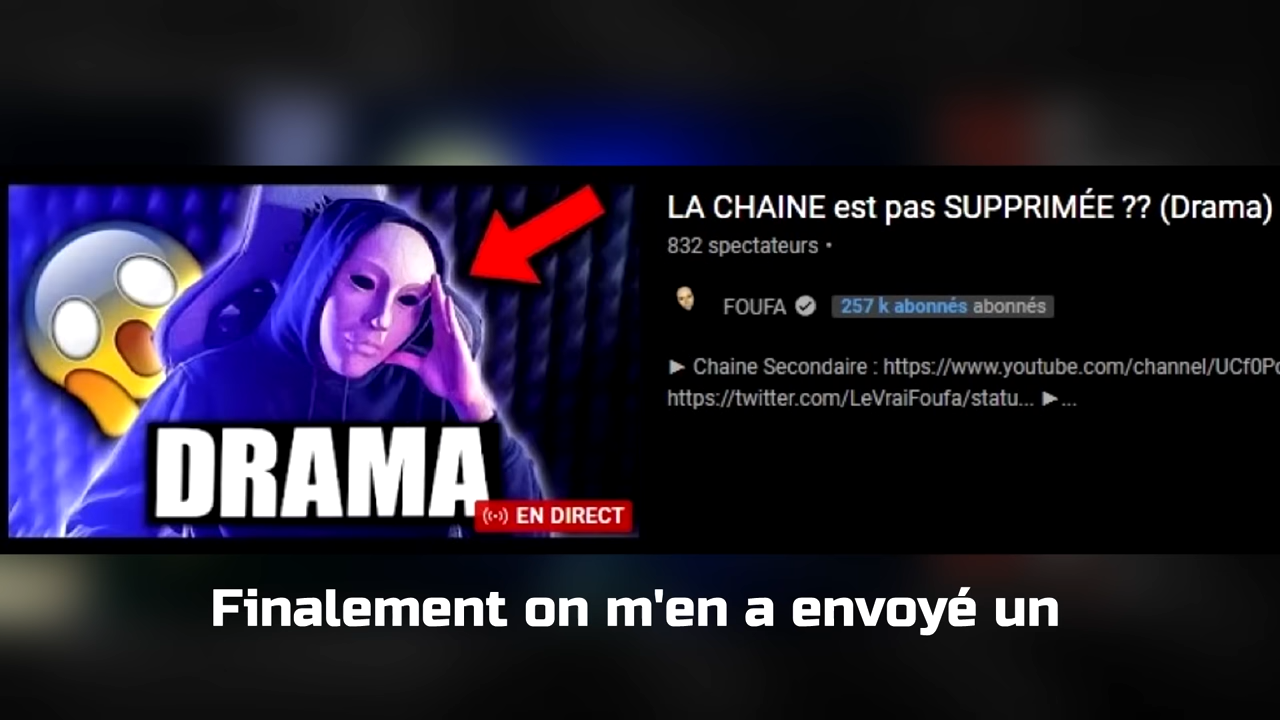 LA CHAINE est pas SUPPRIMÉE ?? (Drama)
832 spectateurs •
FOUFA
257 k abonnés abonnés
► Chaine Secondaire : https://www.youtube.com/channel/UCf0Pc
https://twitter.com/LeVraiFoufa/statu... ►...
DRAMA
EN DIRECT
Finalement on m'en a envoyé un